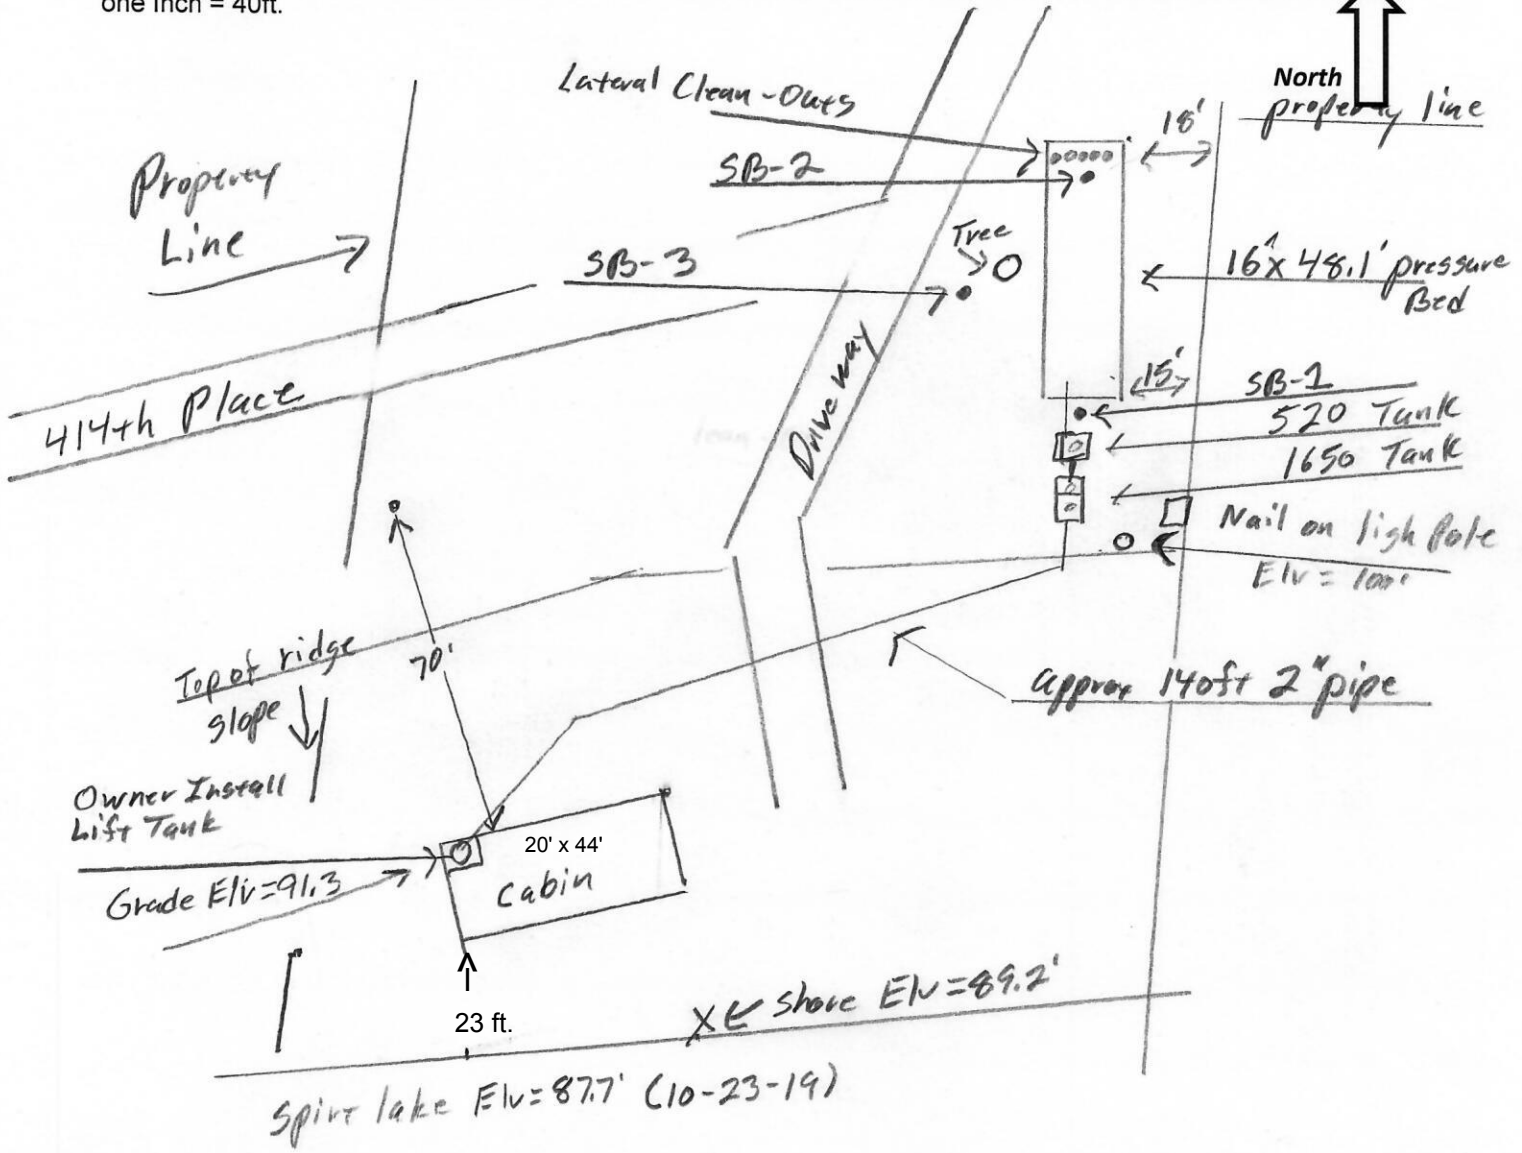 one Inch = 40ft.
North
property line
Lateral Clean-Outs
18'
SB-2
Property
Line
Tree
SB-3
16' x 48.1' pressure
Bed
Driveway
15'
SB-1
414th Place
520 Tank
1650 Tank
Nail on ligh Pole
Elv = 100'
70'
Top of ridge
slope
approx 140ft 2" pipe
Owner Install
Lift Tank
20' x 44'
Cabin
Grade Elv=91.3
Shore Elv=89.2'
23 ft.
Spirt lake Elv=87.7' (10-23-19)